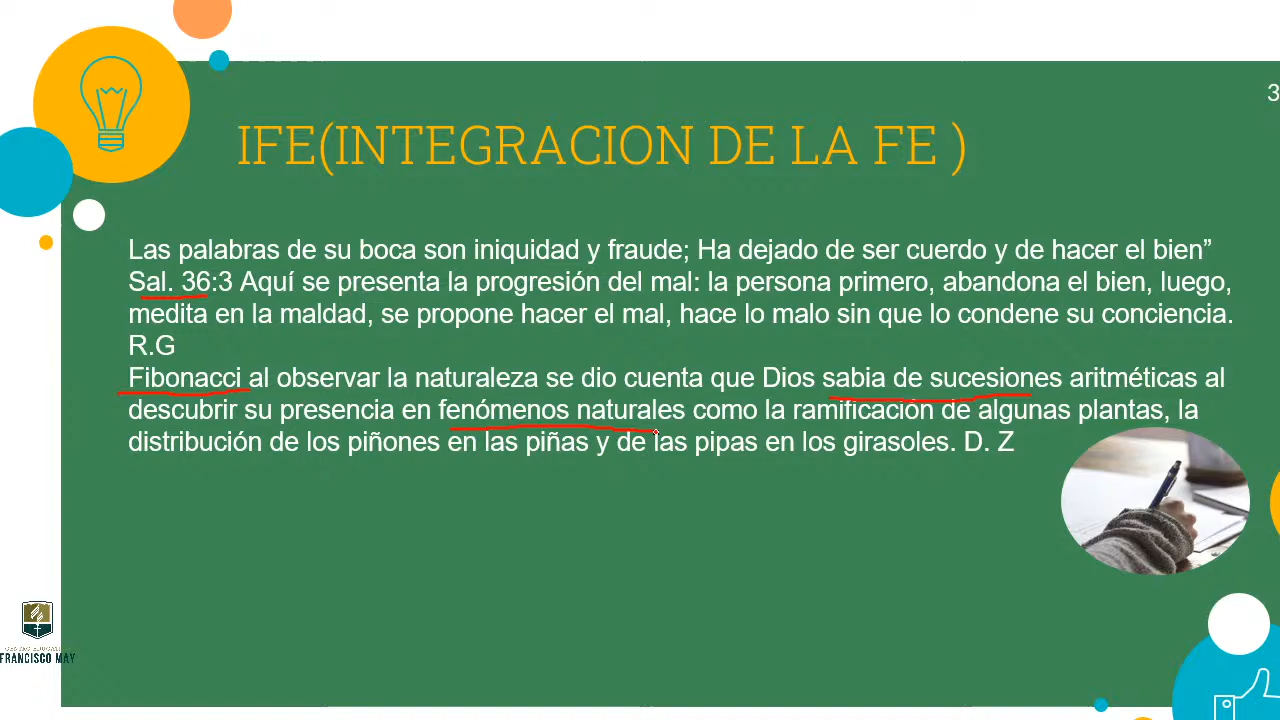 3
IFE(INTEGRACION DE LA FE )
Las palabras de su boca son iniquidad y fraude; Ha dejado de ser cuerdo y de hacer el bien”
Sal. 36:3 Aquí se presenta la progresión del mal: la persona primero, abandona el bien, luego,
medita en la maldad, se propone hacer el mal, hace lo malo sin que lo condene su conciencia.
R.G
Fibonacci al observar la naturaleza se dio cuenta que Dios sabia de sucesiones aritméticas al
descubrir su presencia en fenómenos naturales como la ramificación de algunas plantas, la
distribución de los piñones en las piñas y de las pipas en los girasoles. D. Z
FRANCISCO MAY